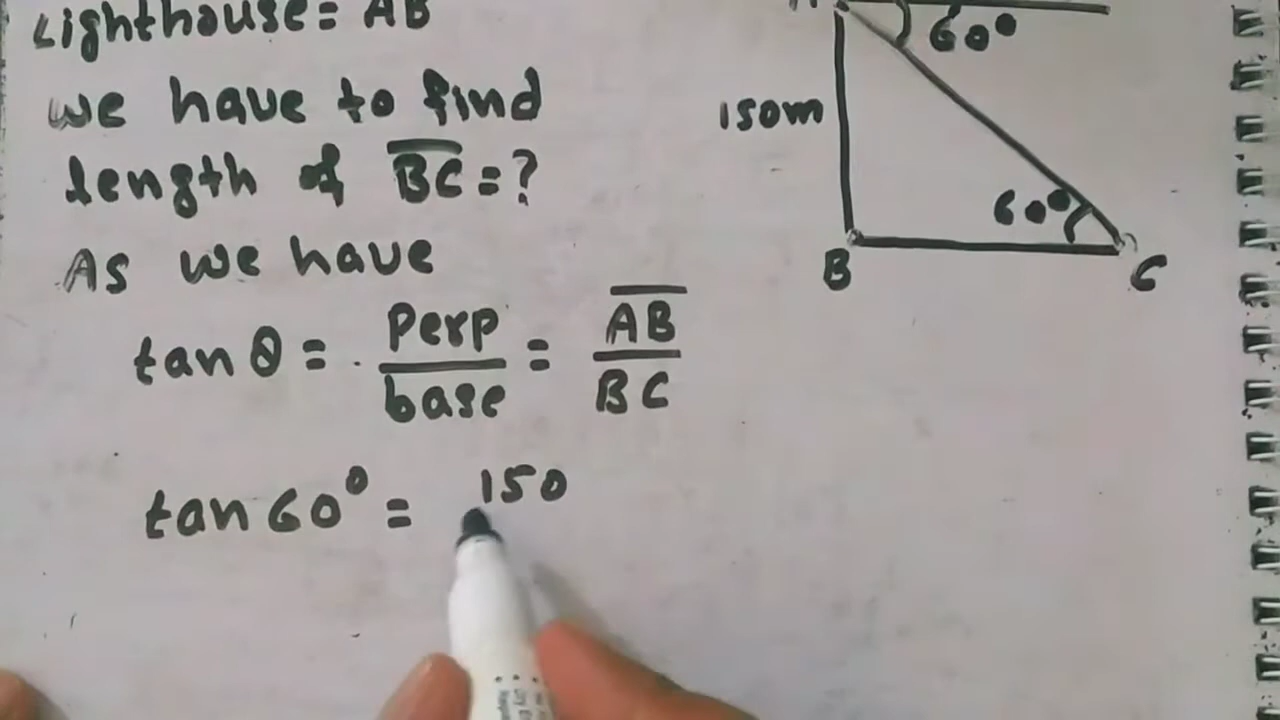 Lighthouse= AB
we have to find
length of BC=?
As we have
tan θ = Perp/base = AB/BC
tan 60° = 150
60°
150m
60°
B
C